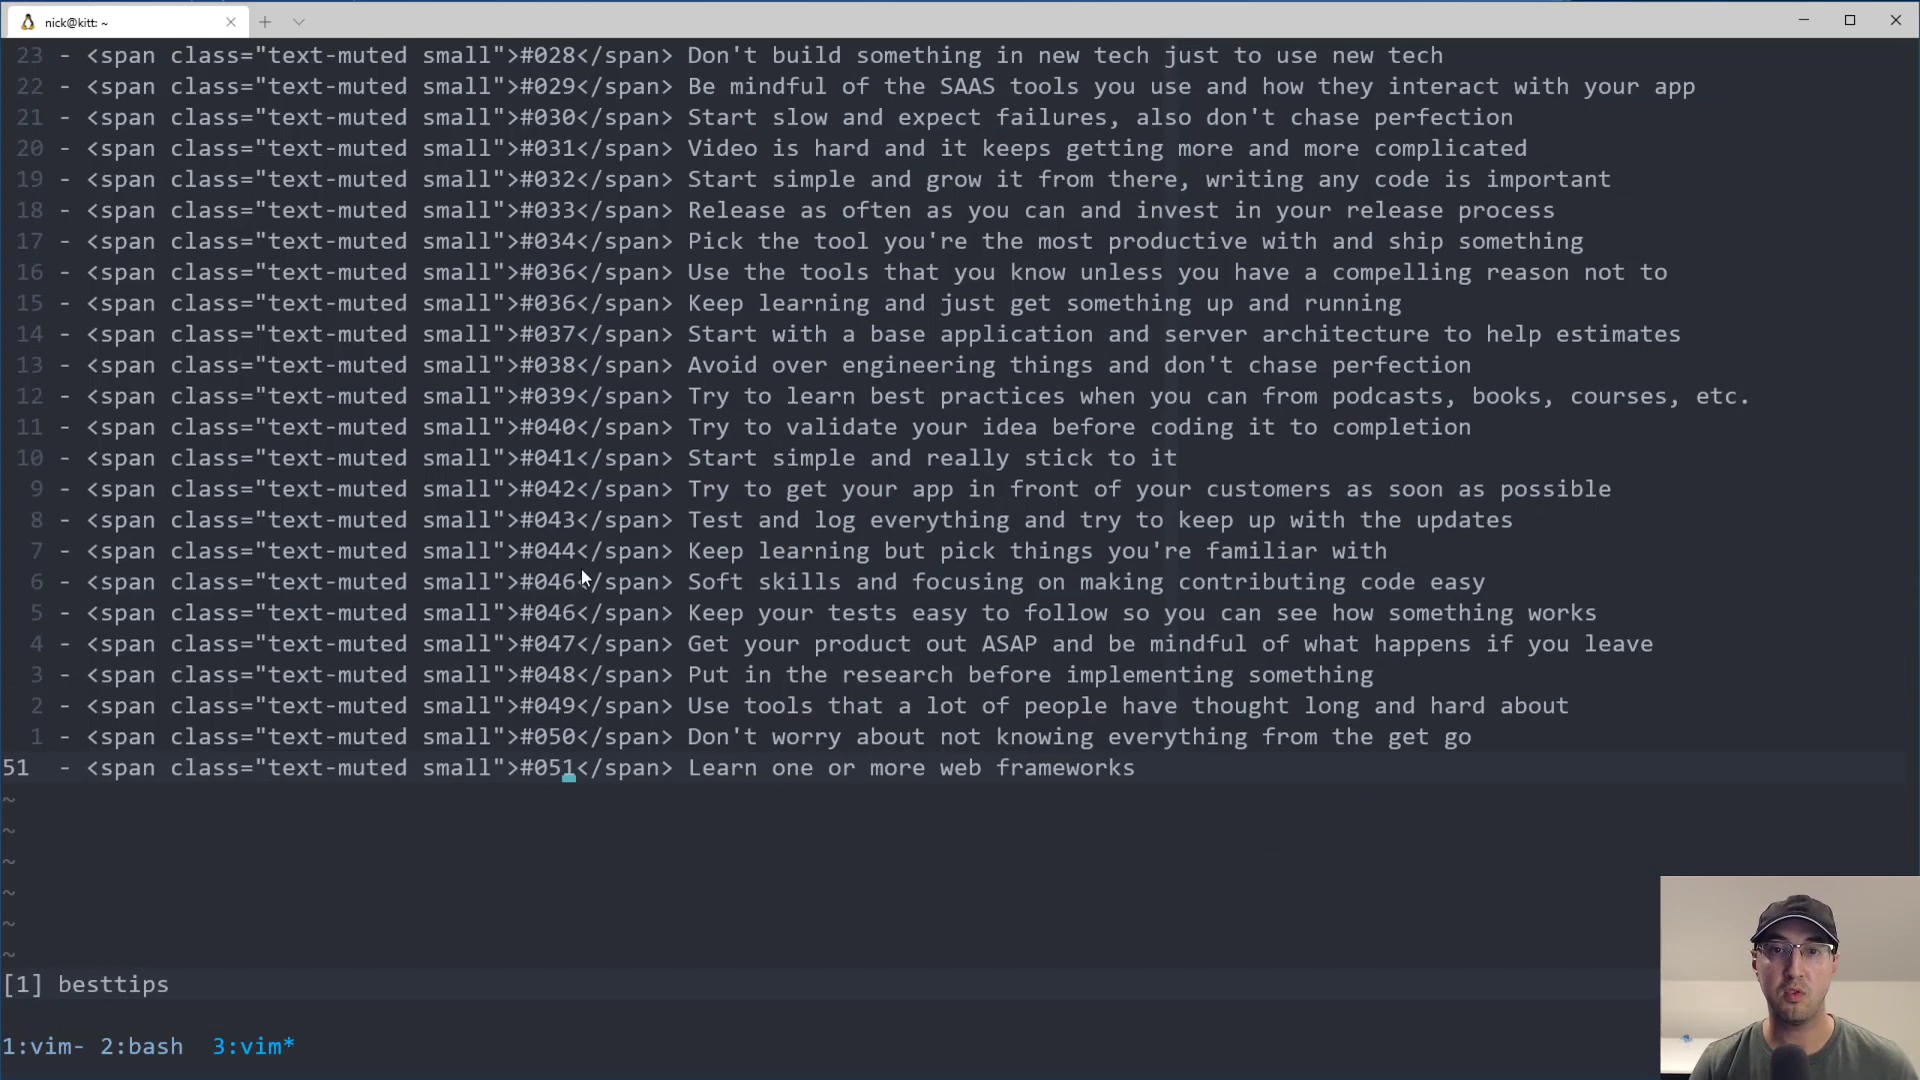 nick@kitt: ~
23 - <span class="text-muted small">#028</span> Don't build something in new tech just to use new tech
22 - <span class="text-muted small">#029</span> Be mindful of the SAAS tools you use and how they interact with your app
21 - <span class="text-muted small">#030</span> Start slow and expect failures, also don't chase perfection
20 - <span class="text-muted small">#031</span> Video is hard and it keeps getting more and more complicated
19 - <span class="text-muted small">#032</span> Start simple and grow it from there, writing any code is important
18 - <span class="text-muted small">#033</span> Release as often as you can and invest in your release process
17 - <span class="text-muted small">#034</span> Pick the tool you're the most productive with and ship something
16 - <span class="text-muted small">#036</span> Use the tools that you know unless you have a compelling reason not to
15 - <span class="text-muted small">#036</span> Keep learning and just get something up and running
14 - <span class="text-muted small">#037</span> Start with a base application and server architecture to help estimates
13 - <span class="text-muted small">#038</span> Avoid over engineering things and don't chase perfection
12 - <span class="text-muted small">#039</span> Try to learn best practices when you can from podcasts, books, courses, etc.
11 - <span class="text-muted small">#040</span> Try to validate your idea before coding it to completion
10 - <span class="text-muted small">#041</span> Start simple and really stick to it
9 - <span class="text-muted small">#042</span> Try to get your app in front of your customers as soon as possible
8 - <span class="text-muted small">#043</span> Test and log everything and try to keep up with the updates
7 - <span class="text-muted small">#044</span> Keep learning but pick things you're familiar with
6 - <span class="text-muted small">#046</span> Soft skills and focusing on making contributing code easy
5 - <span class="text-muted small">#046</span> Keep your tests easy to follow so you can see how something works
4 - <span class="text-muted small">#047</span> Get your product out ASAP and be mindful of what happens if you leave
3 - <span class="text-muted small">#048</span> Put in the research before implementing something
2 - <span class="text-muted small">#049</span> Use tools that a lot of people have thought long and hard about
1 - <span class="text-muted small">#050</span> Don't worry about not knowing everything from the get go
51 - <span class="text-muted small">#051</span> Learn one or more web frameworks
~
~
~
~
~
~
[1] besttips
1:vim- 2:bash 3:vim*